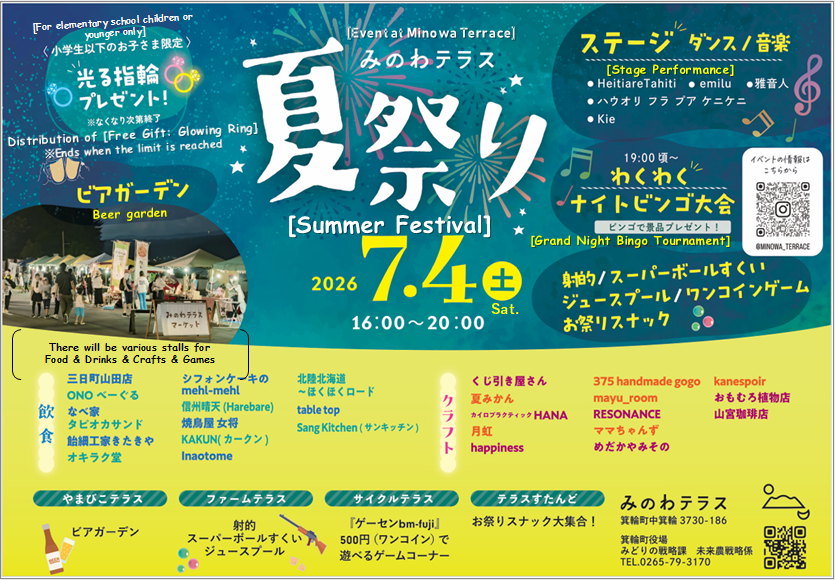 [For elementary school children or
younger only]
〈 小学生以下のお子さま限定 〉
光る指輪
プレゼント!
※なくなり次第終了
Distribution of [Free Gift: Glowing Ring]
※Ends when the limit is reached
ビアガーデン
Beer garden
[Event at Minowa Terrace]
みのわテラス
夏祭り
[Summer Festival]
2026
7.4 土
Sat.
16:00～20:00
ステージ ダンス / 音楽
[Stage Performance]
● HeitiareTahiti ● emilu ● 雅音人
● ハウオリ フラ プア ケニケニ
● Kie
19:00 頃～
わくわく
ナイトビンゴ大会
ビンゴで景品プレゼント!
[Grand Night Bingo Tournament]
イベントの情報は
こちらから
@MINOWA_TERRACE
射的 / スーパーボールすくい
ジュースプール / ワンコインゲーム
お祭りスナック
みのわテラス
マーケット
There will be various stalls for
Food & Drinks & Crafts & Games
飲食
三日町山田店
ONO べーぐる
なべ家
タピオカサンド
飴細工家きたきや
オキラク堂
シフォンケーキの
mehl-mehl
信州晴天 (Harebare)
焼鳥屋 女将
KAKUN( カークン )
Inaotome
北陸北海道
～ほくほくロード
table top
Sang Kitchen ( サンキッチン )
クラフト
くじ引き屋さん
夏みかん
カイロプラクティック HANA
月虹
happiness
375 handmade gogo
mayu_room
RESONANCE
ママちゃんず
めだかやみその
kanespoir
おもむろ植物店
山宮珈琲店
やまびこテラス
ビアガーデン
ファームテラス
射的
スーパーボールすくい
ジュースプール
サイクルテラス
『ゲーセンbm-fuji』
500円 (ワンコイン) で
遊べるゲームコーナー
テラスすたんど
お祭りスナック大集合!
みのわテラス
箕輪町中箕輪 3730-186
箕輪町役場
みどりの戦略課 未来農戦略係
TEL.0265-79-3170